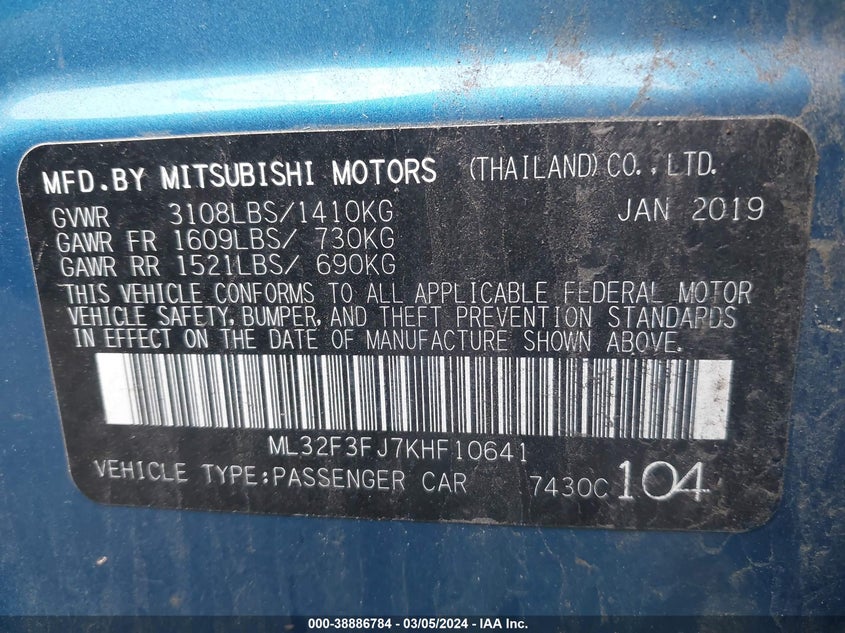 MFD.BY MITSUBISHI MOTORS (THAILAND)CO.,LTD.
GVWR 3108LBS/1410KG JAN 2019
GAWR FR 1609LBS/ 730KG
GAWR RR 1521LBS/ 690KG
THIS VEHICLE CONFORMS TO ALL APPLICABLE FEDERAL MOTOR
VEHICLE SAFETY, BUMPER, AND THEFT PREVENTION STANDARDS
IN EFFECT ON THE DATE OF MANUFACTURE SHOWN ABOVE.
ML32F3FJ7KHF10641
VEHICLE TYPE:PASSENGER CAR 7430C 104
000-38886784 — 03/05/2024 — IAA Inc.